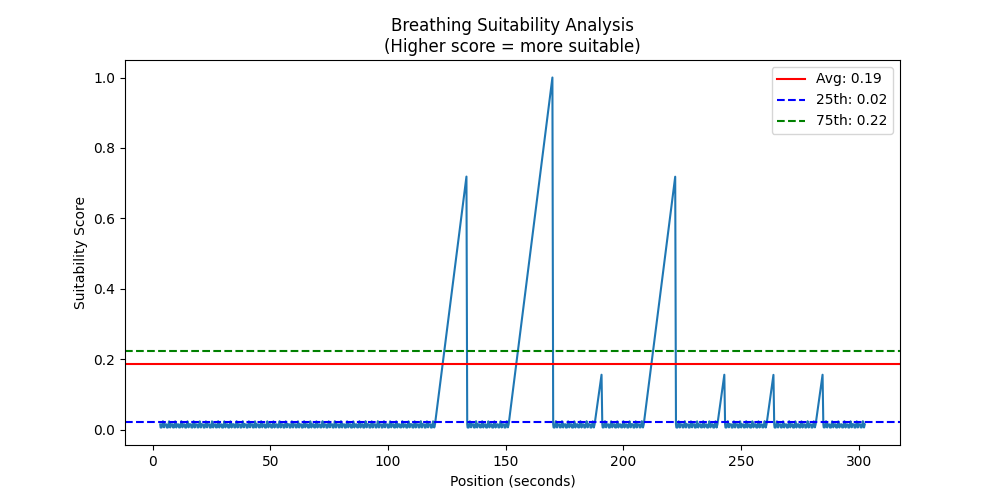 Breathing Suitability Analysis
(Higher score = more suitable)
Avg: 0.19
25th: 0.02
75th: 0.22
Suitability Score
1.0
0.8
0.6
0.4
0.2
0.0
0 50 100 150 200 250 300
Position (seconds)